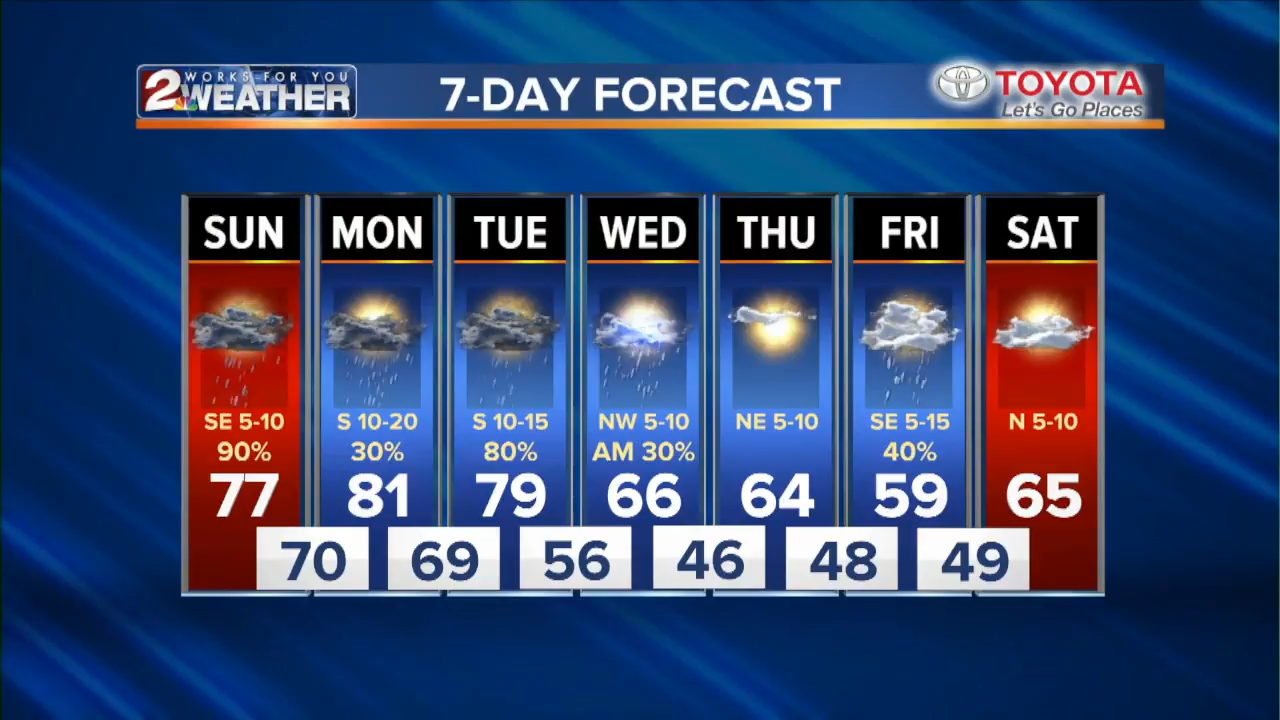 2 WORKS FOR YOU
WEATHER
7-DAY FORECAST
TOYOTA
Let's Go Places
SUN MON TUE WED THU FRI SAT
SE 5-10 S 10-20 S 10-15 NW 5-10 NE 5-10 SE 5-15 N 5-10
90% 30% 80% AM 30% 40%
77 81 79 66 64 59 65
70 69 56 46 48 49